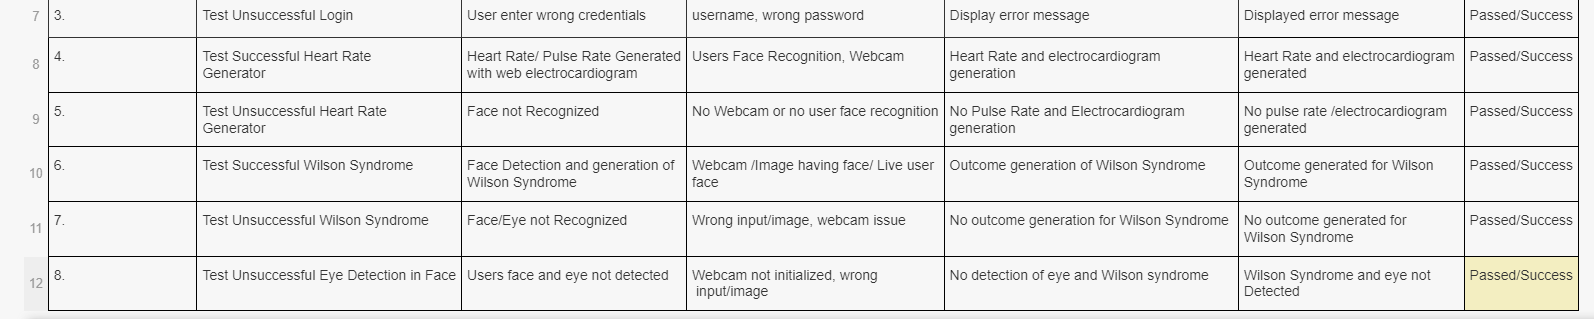 7 3. Test Unsuccessful Login User enter wrong credentials username, wrong password Display error message Displayed error message Passed/Success
8 4. Test Successful Heart Rate Heart Rate/ Pulse Rate Generated Users Face Recognition, Webcam Heart Rate and electrocardiogram Heart Rate and electrocardiogram Passed/Success
Generator with web electrocardiogram generation generated
9 5. Test Unsuccessful Heart Rate Face not Recognized No Webcam or no user face recognition No Pulse Rate and Electrocardiogram No pulse rate /electrocardiogram Passed/Success
Generator generation generated
10 6. Test Successful Wilson Syndrome Face Detection and generation of Webcam /Image having face/ Live user Outcome generation of Wilson Syndrome Outcome generated for Wilson Passed/Success
Wilson Syndrome face Syndrome
11 7. Test Unsuccessful Wilson Syndrome Face/Eye not Recognized Wrong input/image, webcam issue No outcome generation for Wilson Syndrome No outcome generated for Passed/Success
Wilson Syndrome
12 8. Test Unsuccessful Eye Detection in Face Users face and eye not detected Webcam not initialized, wrong No detection of eye and Wilson syndrome Wilson Syndrome and eye not Passed/Success
input/image Detected